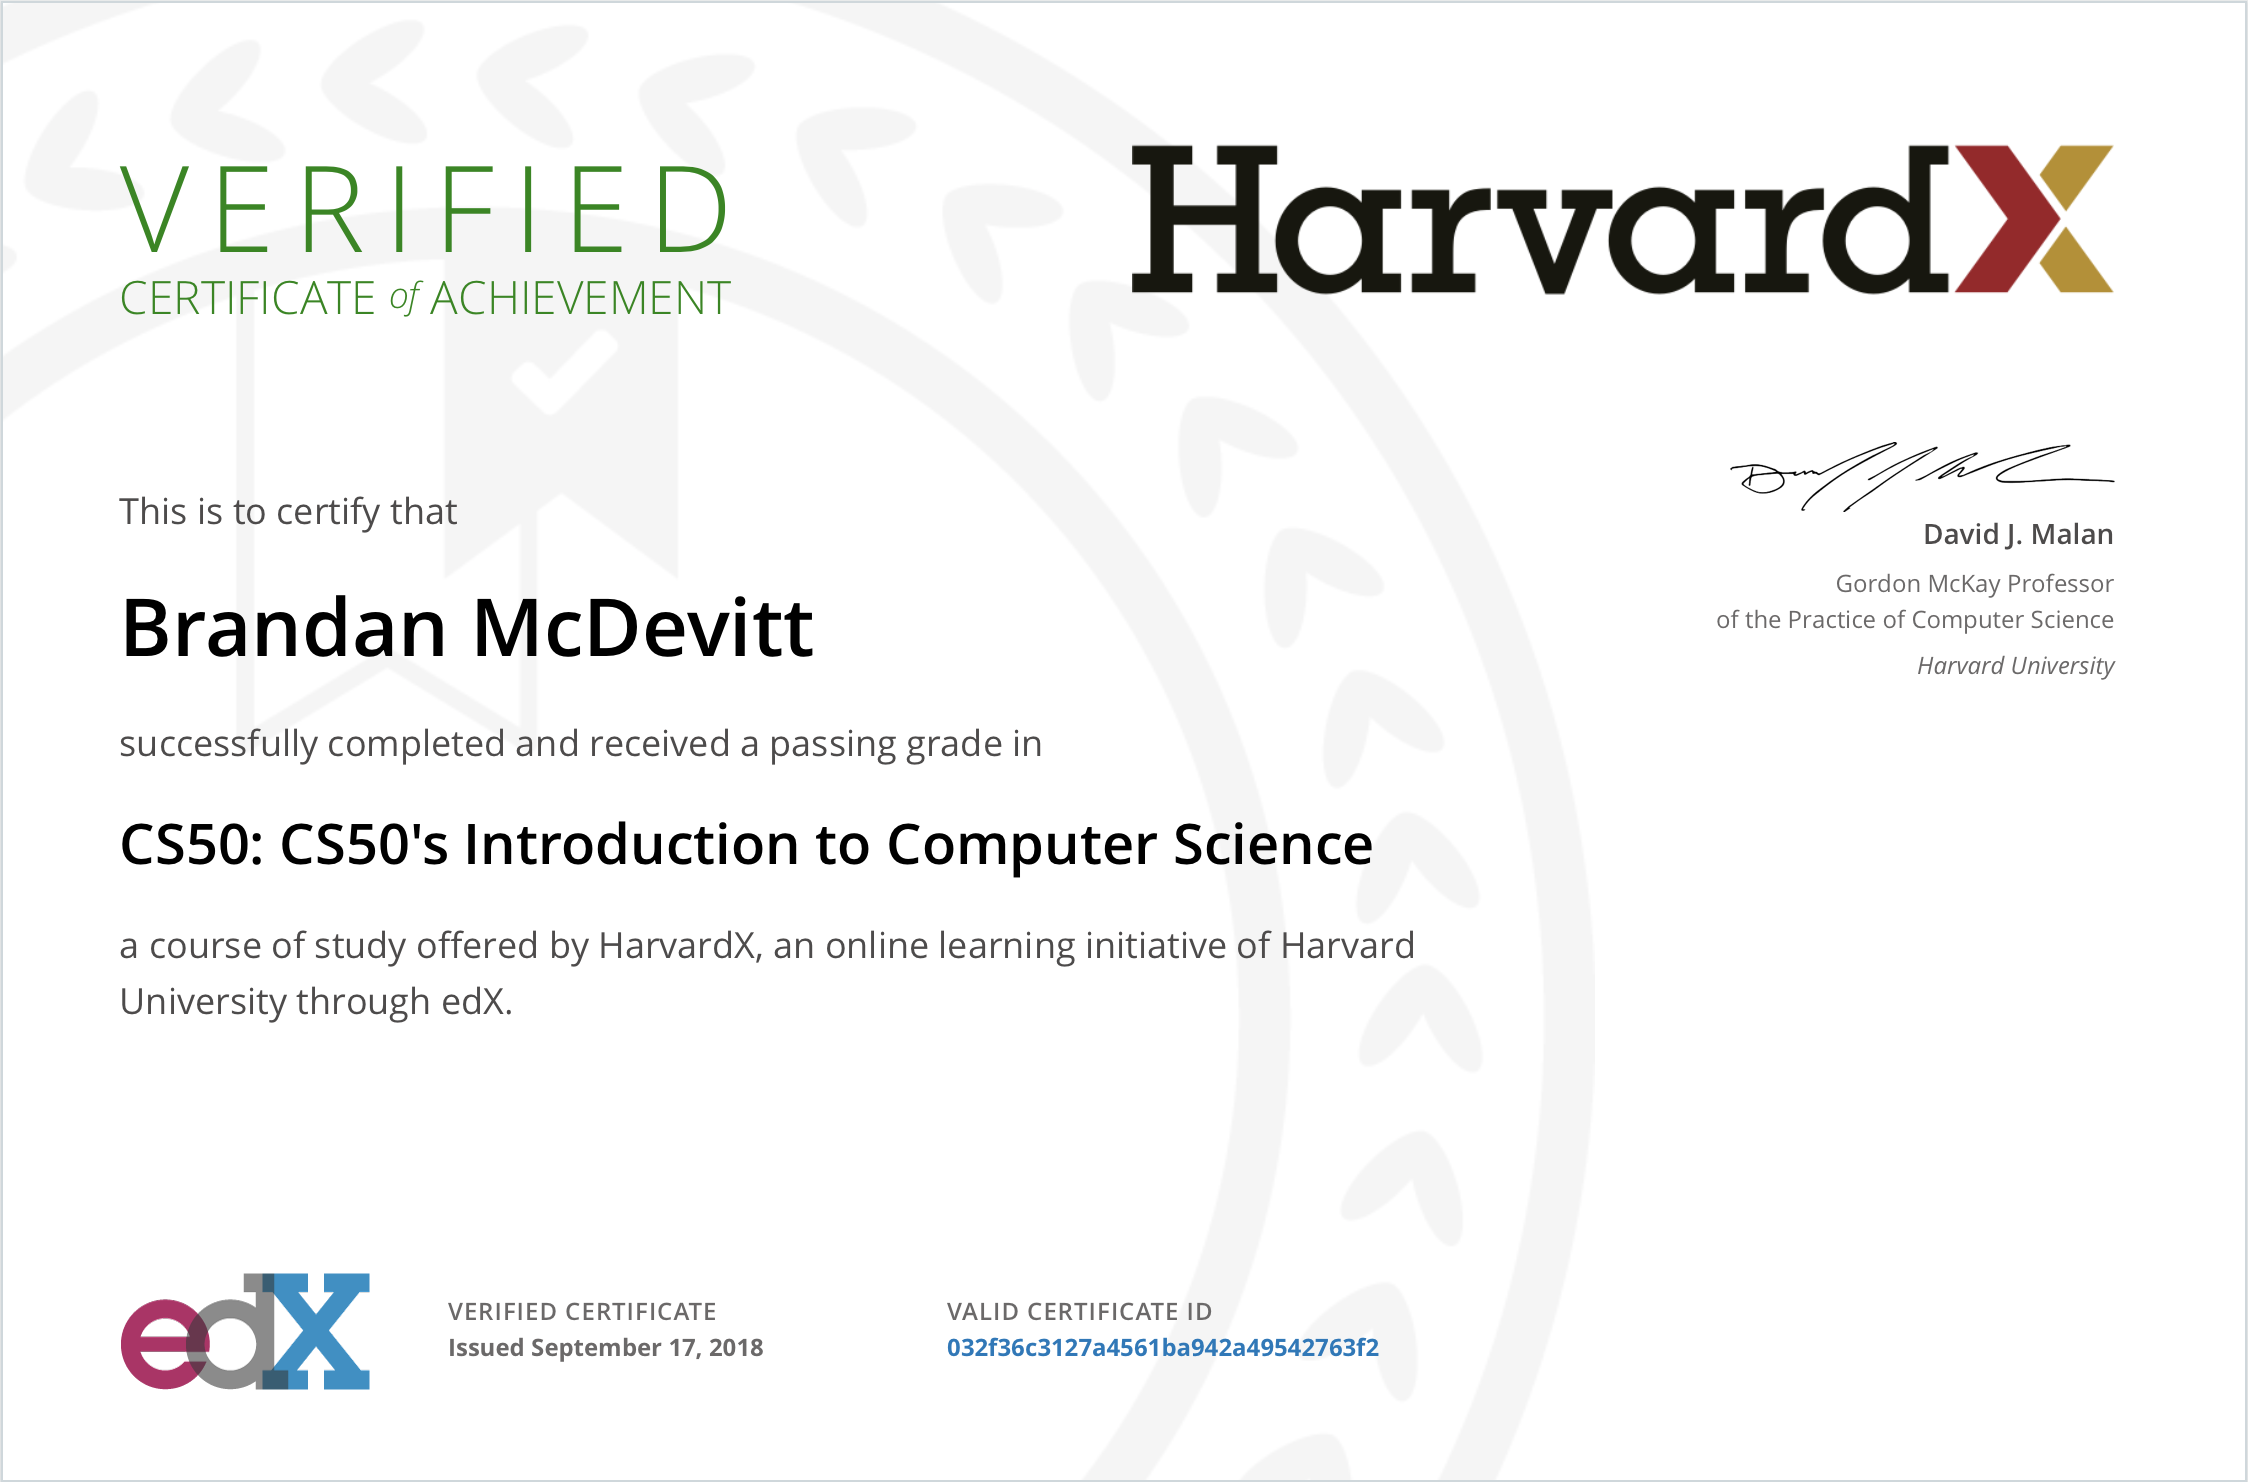 VERIFIED
CERTIFICATE of ACHIEVEMENT
HarvardX
This is to certify that
Brandan McDevitt
successfully completed and received a passing grade in
CS50: CS50's Introduction to Computer Science
a course of study offered by HarvardX, an online learning initiative of Harvard
University through edX.
David J. Malan
Gordon McKay Professor
of the Practice of Computer Science
Harvard University
edX
VERIFIED CERTIFICATE
Issued September 17, 2018
VALID CERTIFICATE ID
032f36c3127a4561ba942a49542763f2